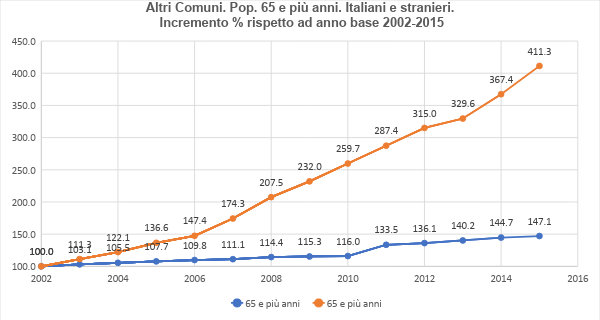 Altri Comuni. Pop. 65 e più anni. Italiani e stranieri.
Incremento % rispetto ad anno base 2002-2015
450.0
400.0
350.0
300.0
250.0
200.0
150.0
100.0
100.0 111.3 122.1 136.6 147.4 174.3 207.5 232.0 259.7 287.4 315.0 329.6 367.4 411.3
100.0 103.1 105.5 107.7 109.8 111.1 114.4 115.3 116.0 133.5 136.1 140.2 144.7 147.1
2002 2004 2006 2008 2010 2012 2014 2016
65 e più anni 65 e più anni